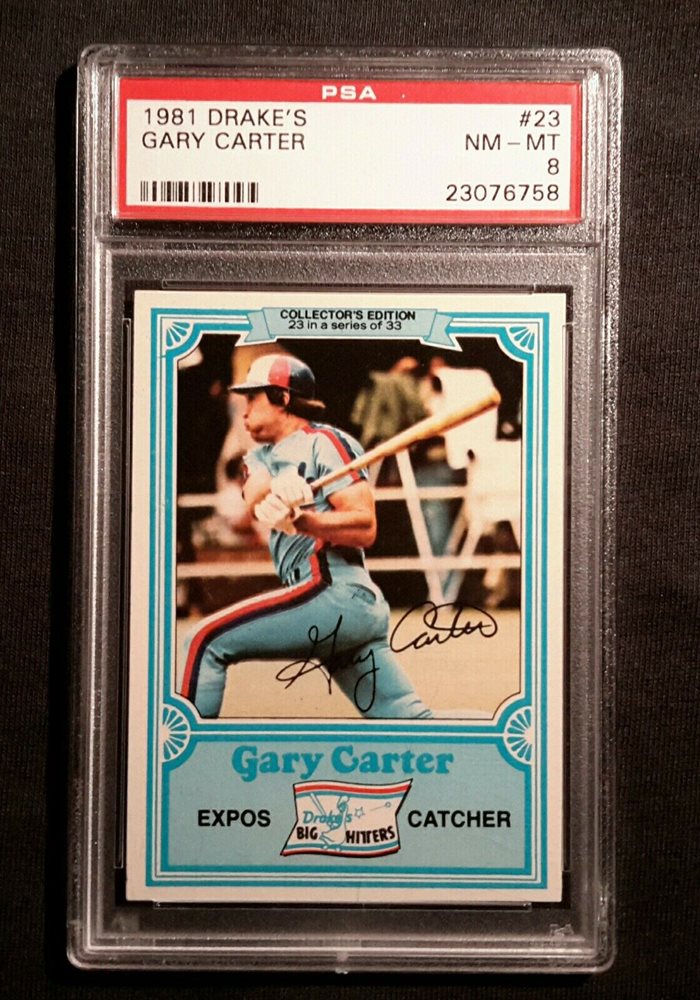 PSA
1981 DRAKE'S #23
GARY CARTER NM – MT
8
23076758
COLLECTOR'S EDITION
23 in a series of 33
Gary Carter
Gary Carter
EXPOS Drake's CATCHER
BIG HITTERS